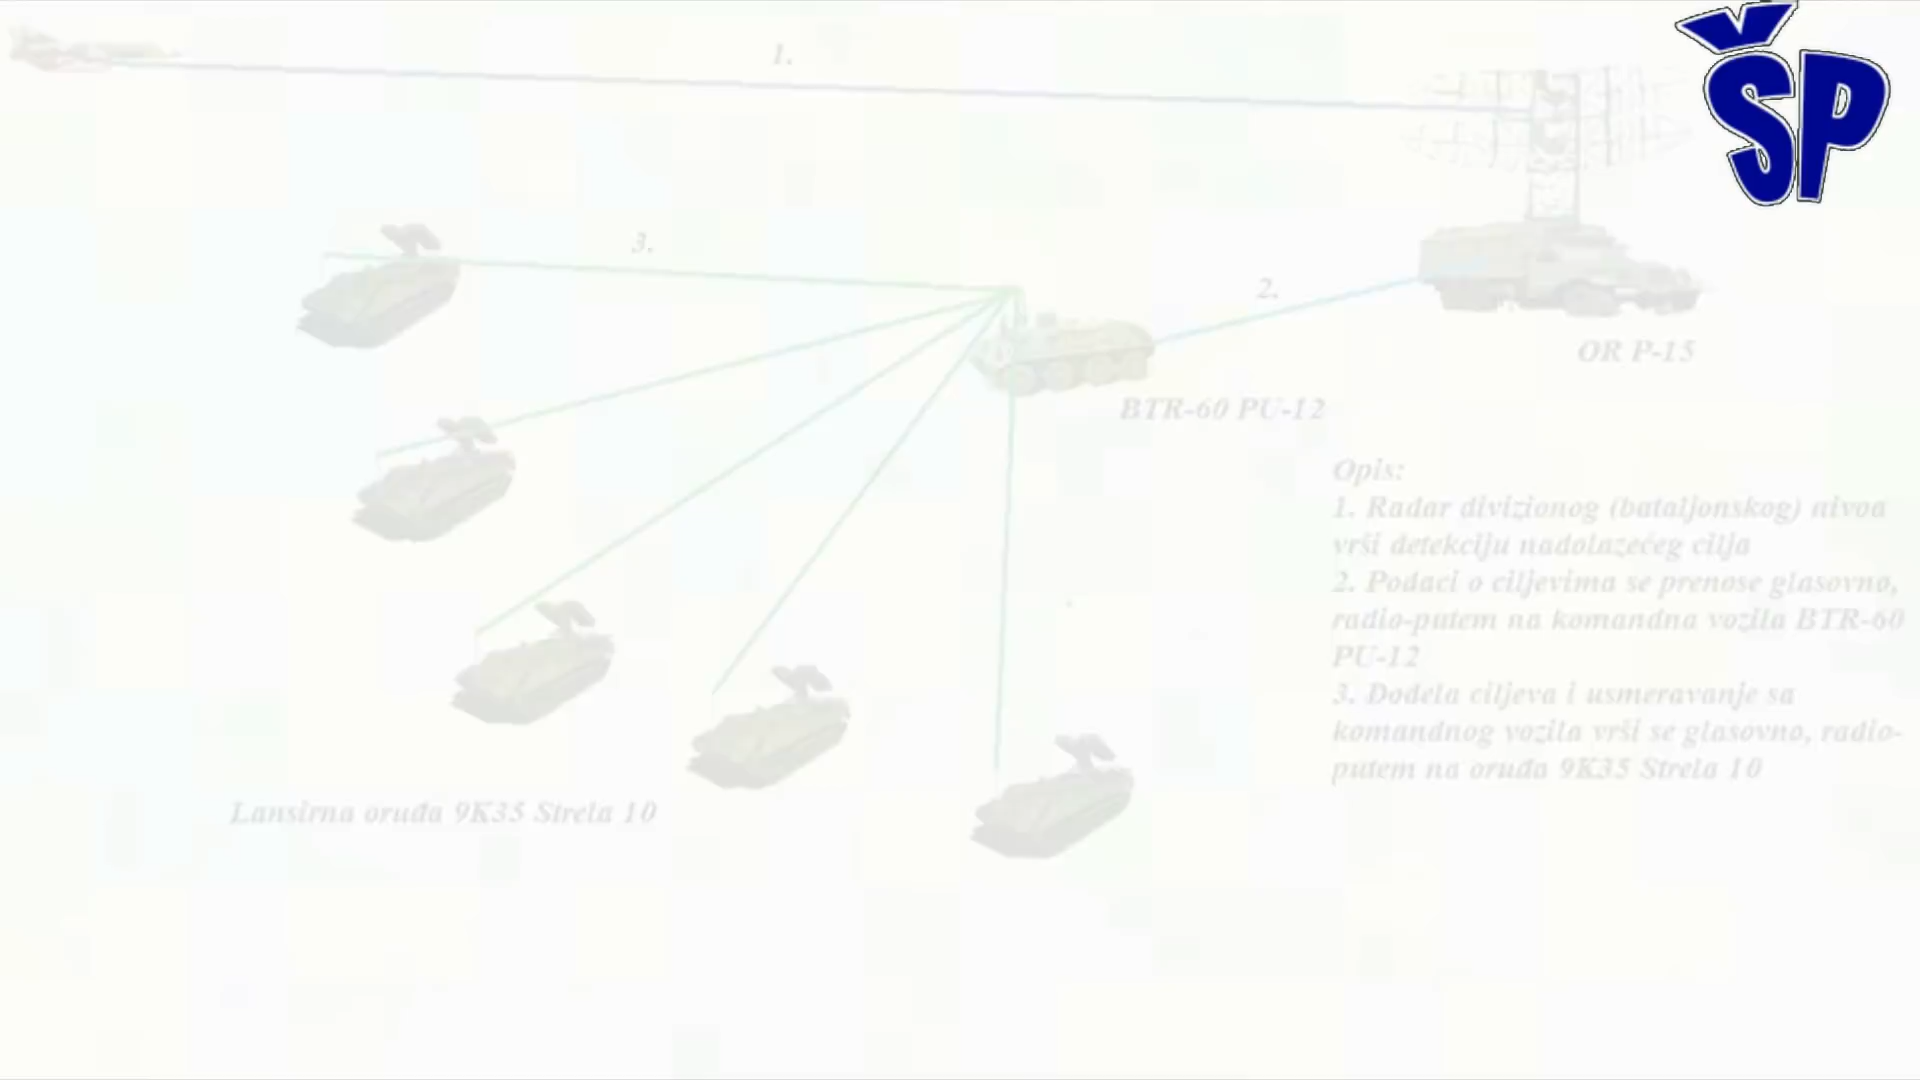 ŠP
1.
3.
2.
OR P-15
BTR-60 PU-12
Opis:
1. Radar divizionog (bataljonskog) nivoa
vrši detekciju nadolazećeg cilja
2. Podaci o ciljevima se prenose glasovno,
radio-putem na komandna vozila BTR-60
PU-12
3. Dodela ciljeva i usmeravanje sa
komandnog vozila vrši se glasovno, radio-
putem na oruđa 9K35 Strela 10
Lansirna oruđa 9K35 Strela 10